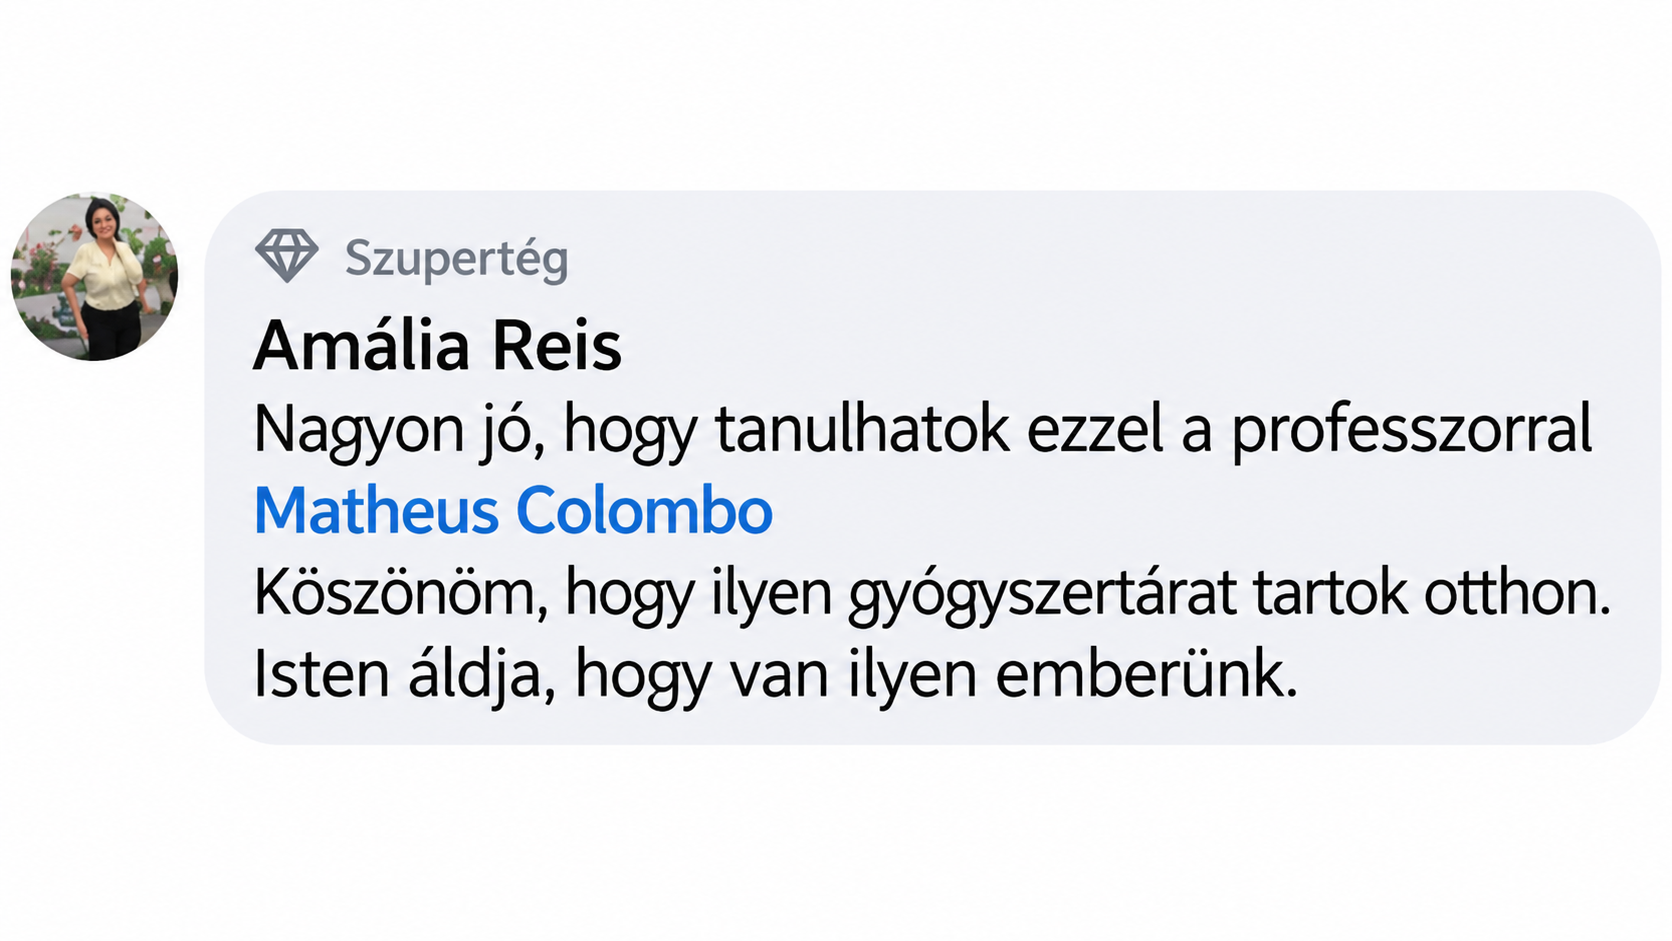 Szupertég
Amália Reis
Nagyon jó, hogy tanulhatok ezzel a professzorral
Matheus Colombo
Köszönöm, hogy ilyen gyógyszertárat tartok otthon.
Isten áldja, hogy van ilyen emberünk.